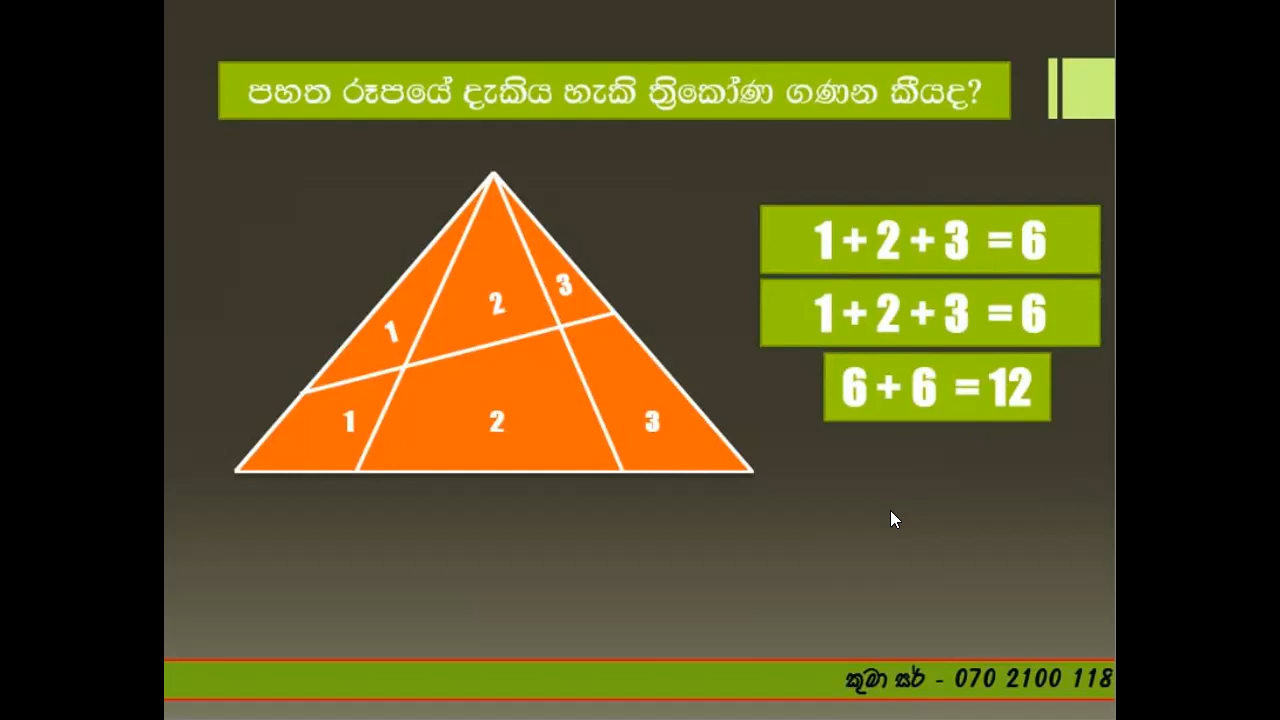 පහත රූපයේ දැකිය හැකි ත්‍රිකෝණ ගණන කීයද?
1 + 2 + 3 = 6
1 + 2 + 3 = 6
6 + 6 = 12
1 2 3
1 2 3
කුමා සර් - 070 2100 118